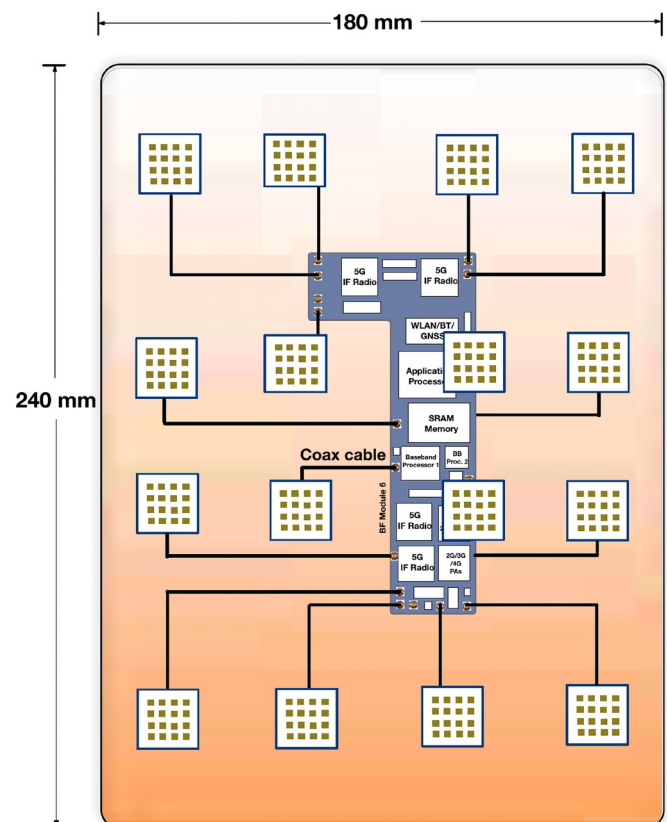 180 mm
5G
IF Radio
5G
IF Radio
WLAN/BT/
GNSS
Application
Processor
240 mm
SRAM
Memory
Coax cable
Baseband
Processor 1
BB
Proc. 2
BF Module 6
5G
IF Radio
5G
IF Radio
2G/3G
/4G
PAs